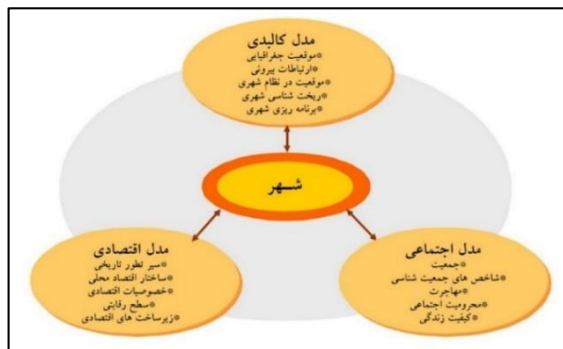 مدل کالبدی
*موقعیت جغرافیایی
*ارتباطات بیرونی
*موقعیت در نظام شهری
*ریخت شناسی شهری
*برنامه ریزی شهری
شـهر
مدل اجتماعی
*جمعیت
*شاخص های جمعیت شناسی
*مهاجرت
*محرومیت اجتماعی
*کیفیت زندگی
مدل اقتصادی
*سیر تطور تاریخی
*ساختار اقتصاد محلی
*خصوصیات اقتصادی
*سطح رقابتی
*زیرساخت های اقتصادی